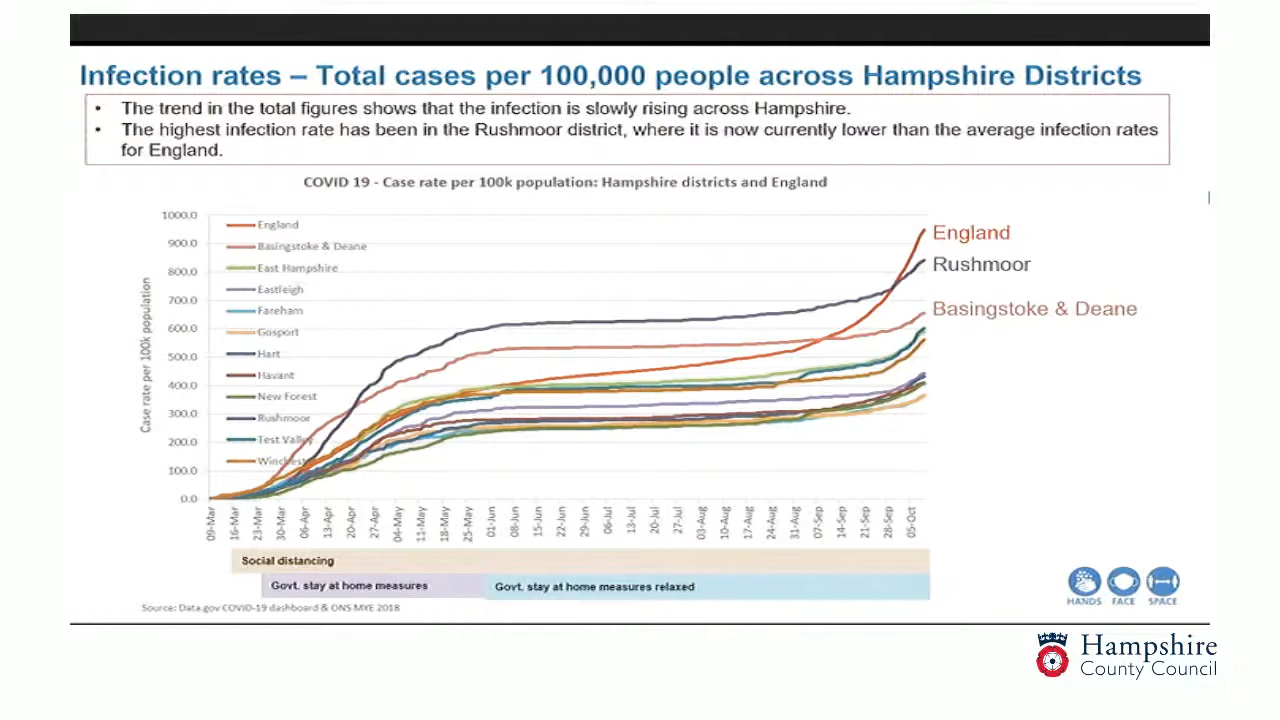 Infection rates – Total cases per 100,000 people across Hampshire Districts
• The trend in the total figures shows that the infection is slowly rising across Hampshire.
• The highest infection rate has been in the Rushmoor district, where it is now currently lower than the average infection rates
for England.
COVID 19 - Case rate per 100k population: Hampshire districts and England
Case rate per 100k population
1000.0
900.0
800.0
700.0
600.0
500.0
400.0
300.0
200.0
100.0
0.0
England
Basingstoke & Deane
East Hampshire
Eastleigh
Fareham
Gosport
Hart
Havant
New Forest
Rushmoor
Test Valley
Winchester
England
Rushmoor
Basingstoke & Deane
09-Mar
16-Mar
23-Mar
30-Mar
06-Apr
13-Apr
20-Apr
27-Apr
04-May
11-May
18-May
25-May
01-Jun
08-Jun
15-Jun
22-Jun
29-Jun
06-Jul
13-Jul
20-Jul
27-Jul
03-Aug
10-Aug
17-Aug
24-Aug
31-Aug
07-Sep
14-Sep
21-Sep
28-Sep
05-Oct
Social distancing
Govt. stay at home measures
Govt. stay at home measures relaxed
Source: Data.gov COVID-19 dashboard & ONS MYE 2018
HANDS FACE SPACE
Hampshire
County Council